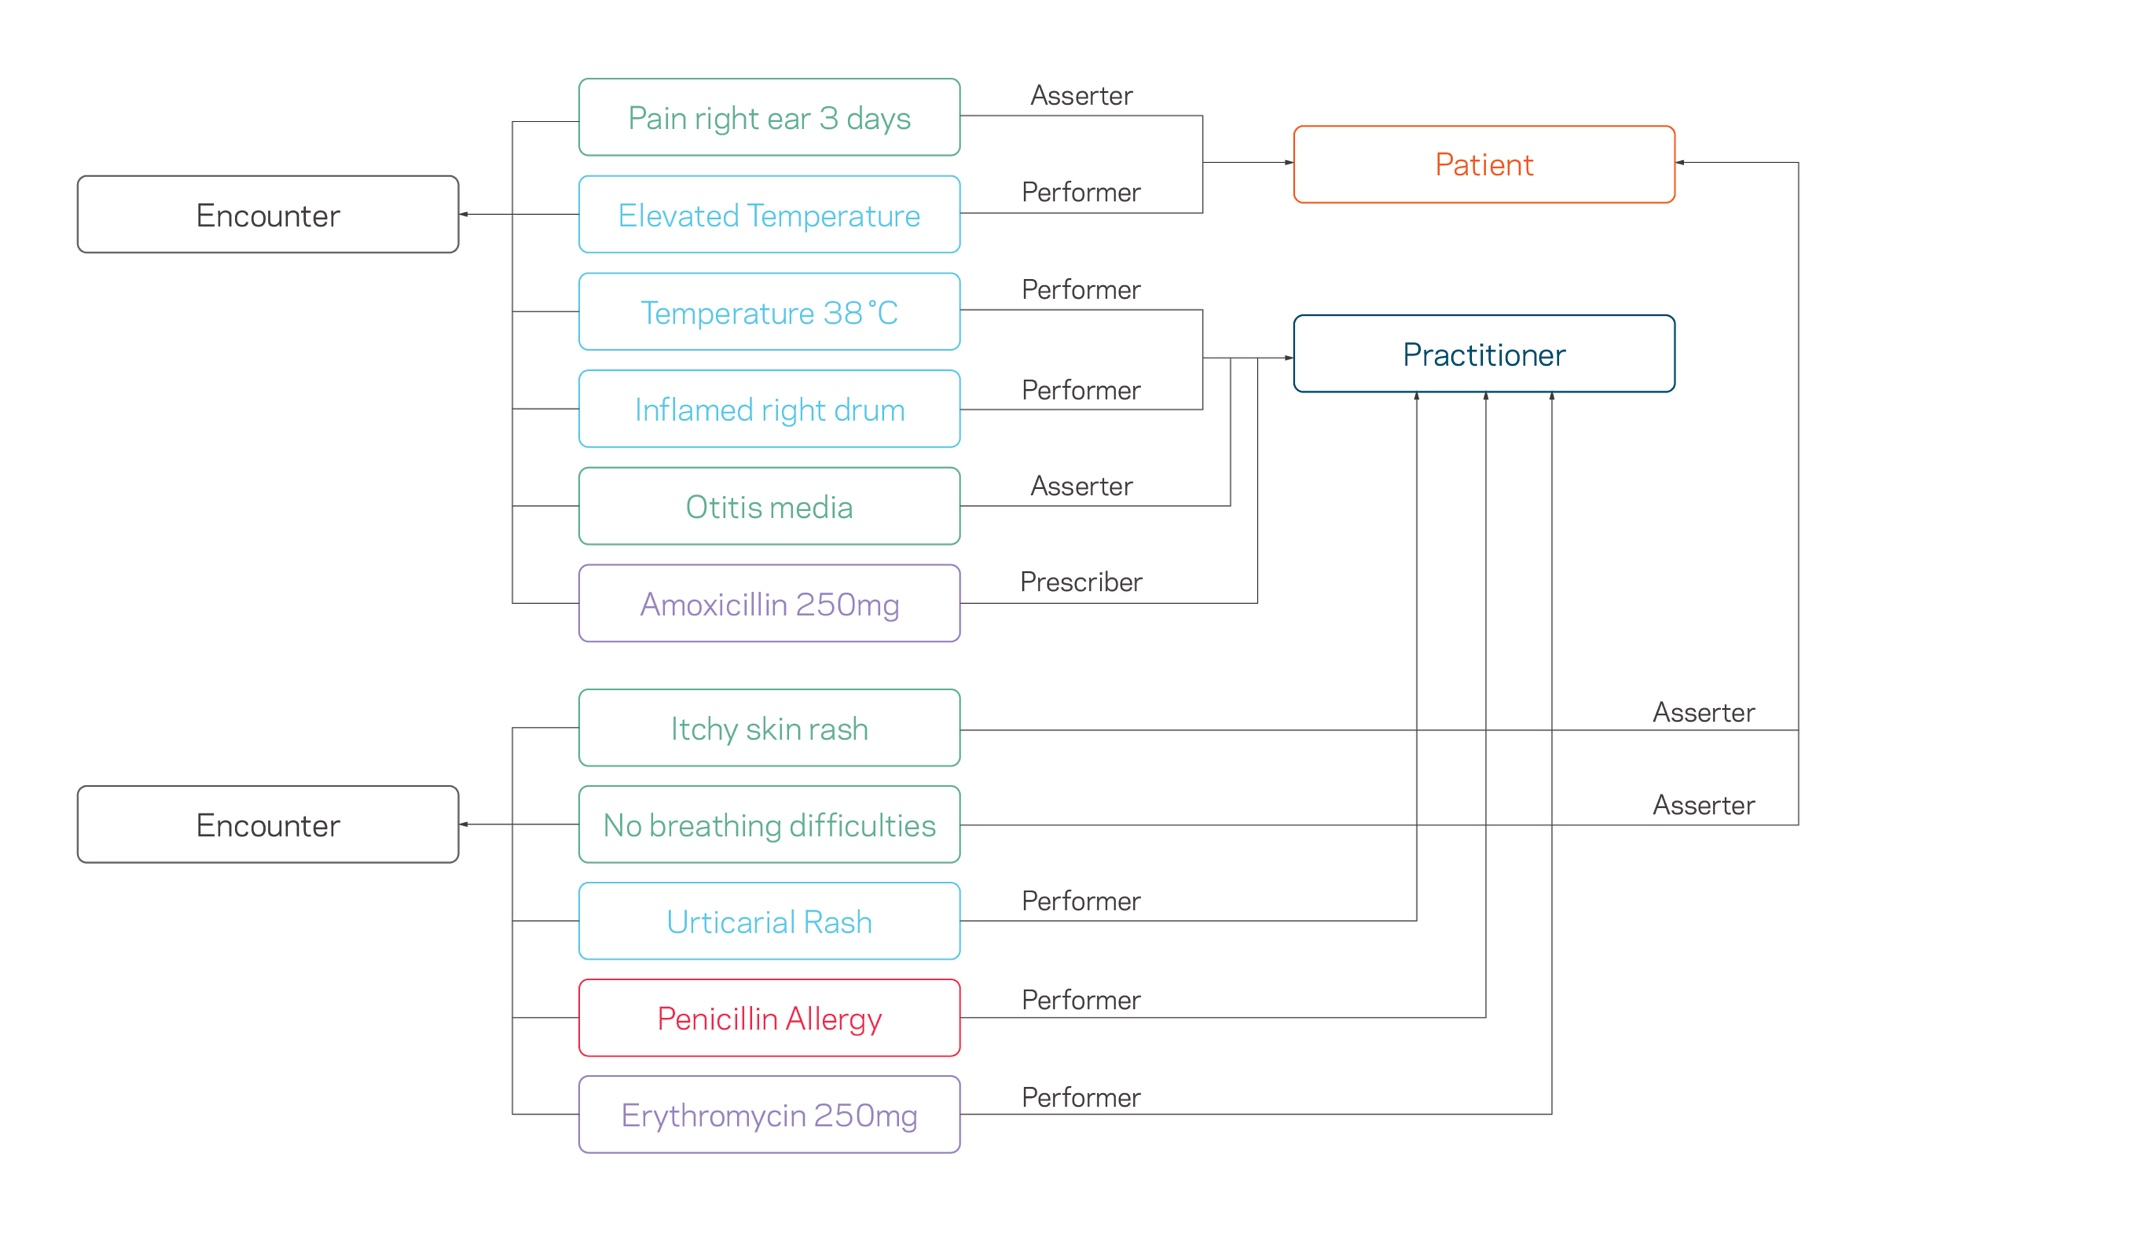 Pain right ear 3 days
Asserter
Patient
Encounter
Elevated Temperature
Performer
Temperature 38°C
Performer
Practitioner
Inflamed right drum
Performer
Otitis media
Asserter
Amoxicillin 250mg
Prescriber
Itchy skin rash
Asserter
Encounter
No breathing difficulties
Asserter
Urticarial Rash
Performer
Penicillin Allergy
Performer
Erythromycin 250mg
Performer